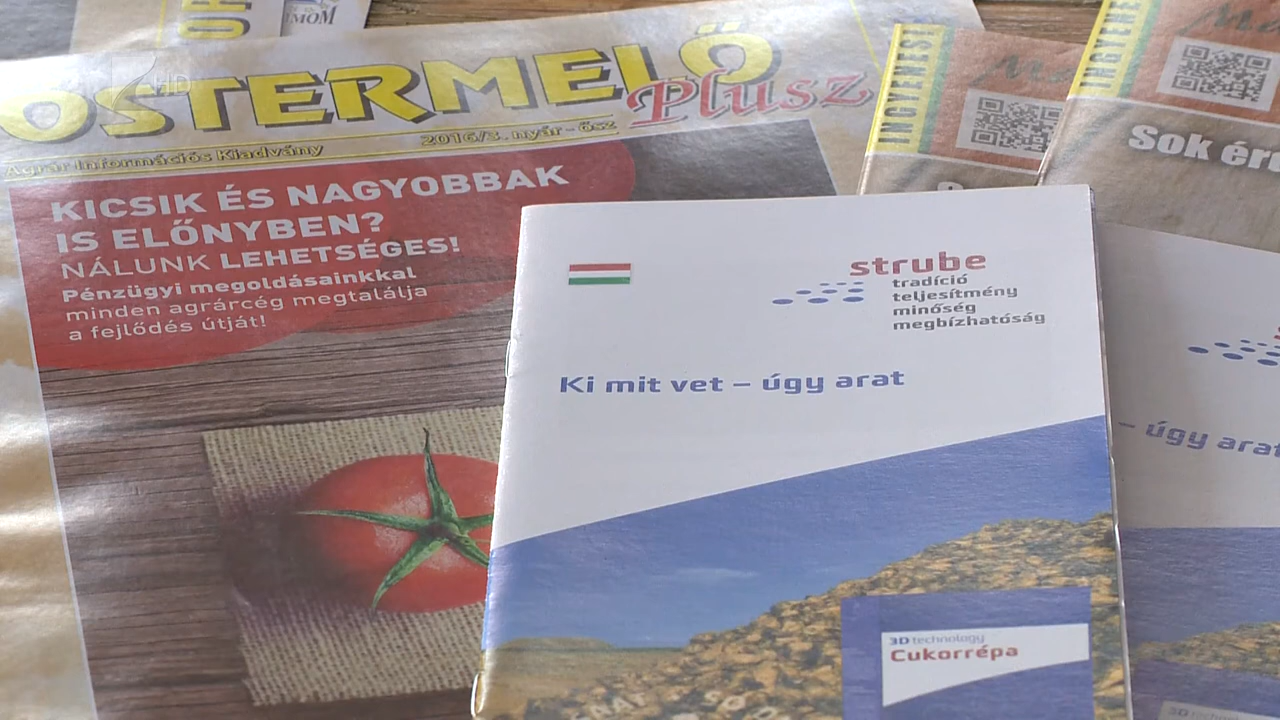 HD
ŐSTERMELŐ
Plusz
2016/3. nyár - ősz
Agrár Információs Kiadvány
KICSIK ÉS NAGYOBBAK
IS ELŐNYBEN?
NÁLUNK LEHETSÉGES!
Pénzügyi megoldásainkkal
minden agrárcég megtalálja
a fejlődés útját!
strube
tradíció
teljesítmény
minőség
megbízhatóság
Ki mit vet – úgy arat
3D technology
Cukorrépa
INGYENES
INGYENE
Sok ér
– úgy arat